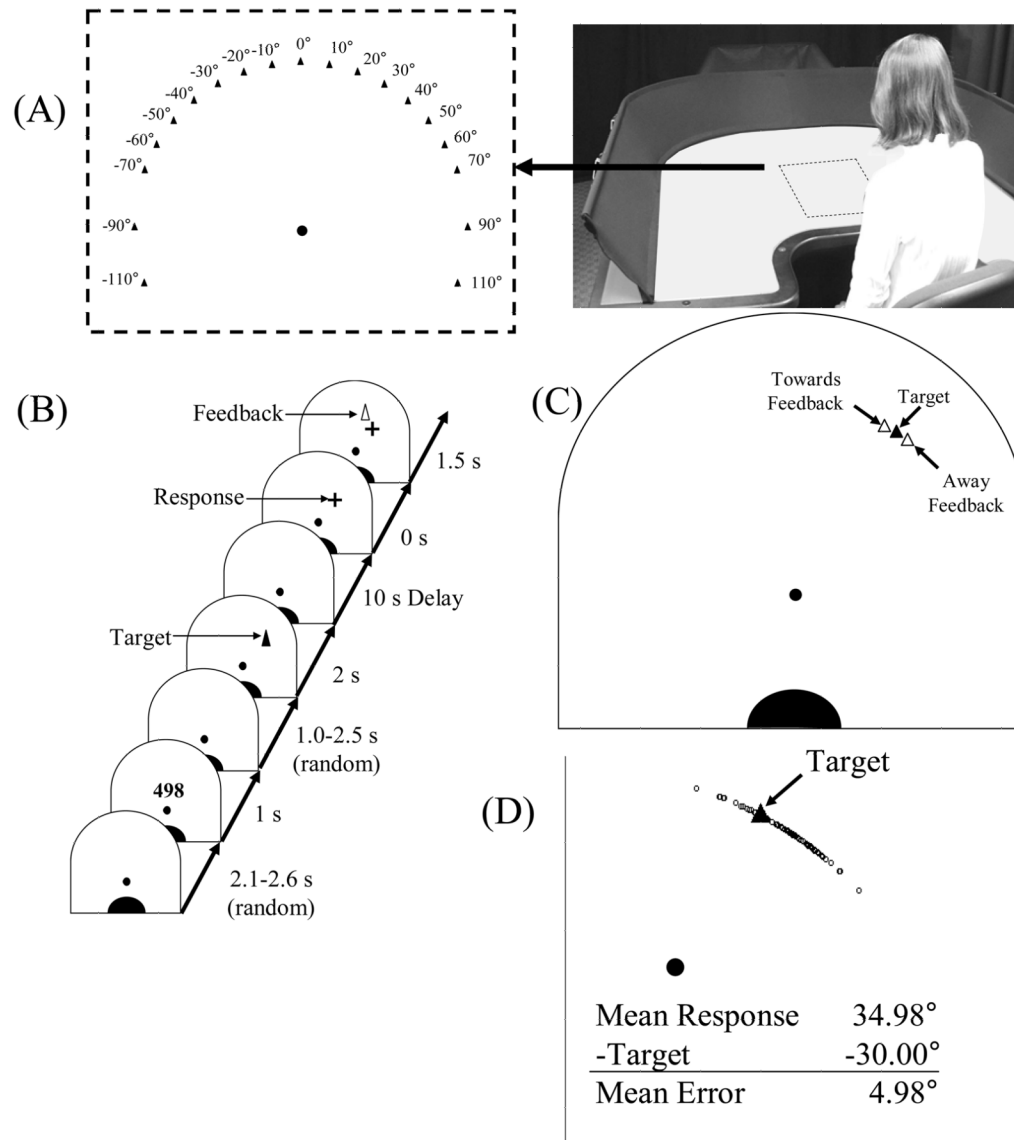 (A)
0°
-10°
10°
-20°
20°
-30°
30°
-40°
40°
-50°
50°
-60°
60°
-70°
70°
-90°
90°
-110°
110°
(B)
Feedback
1.5 s
Response
0 s
10 s Delay
Target
2 s
1.0-2.5 s
(random)
498
1 s
2.1-2.6 s
(random)
(C)
Towards
Feedback
Target
Away
Feedback
(D)
Target
Mean Response 34.98°
-Target -30.00°
Mean Error 4.98°